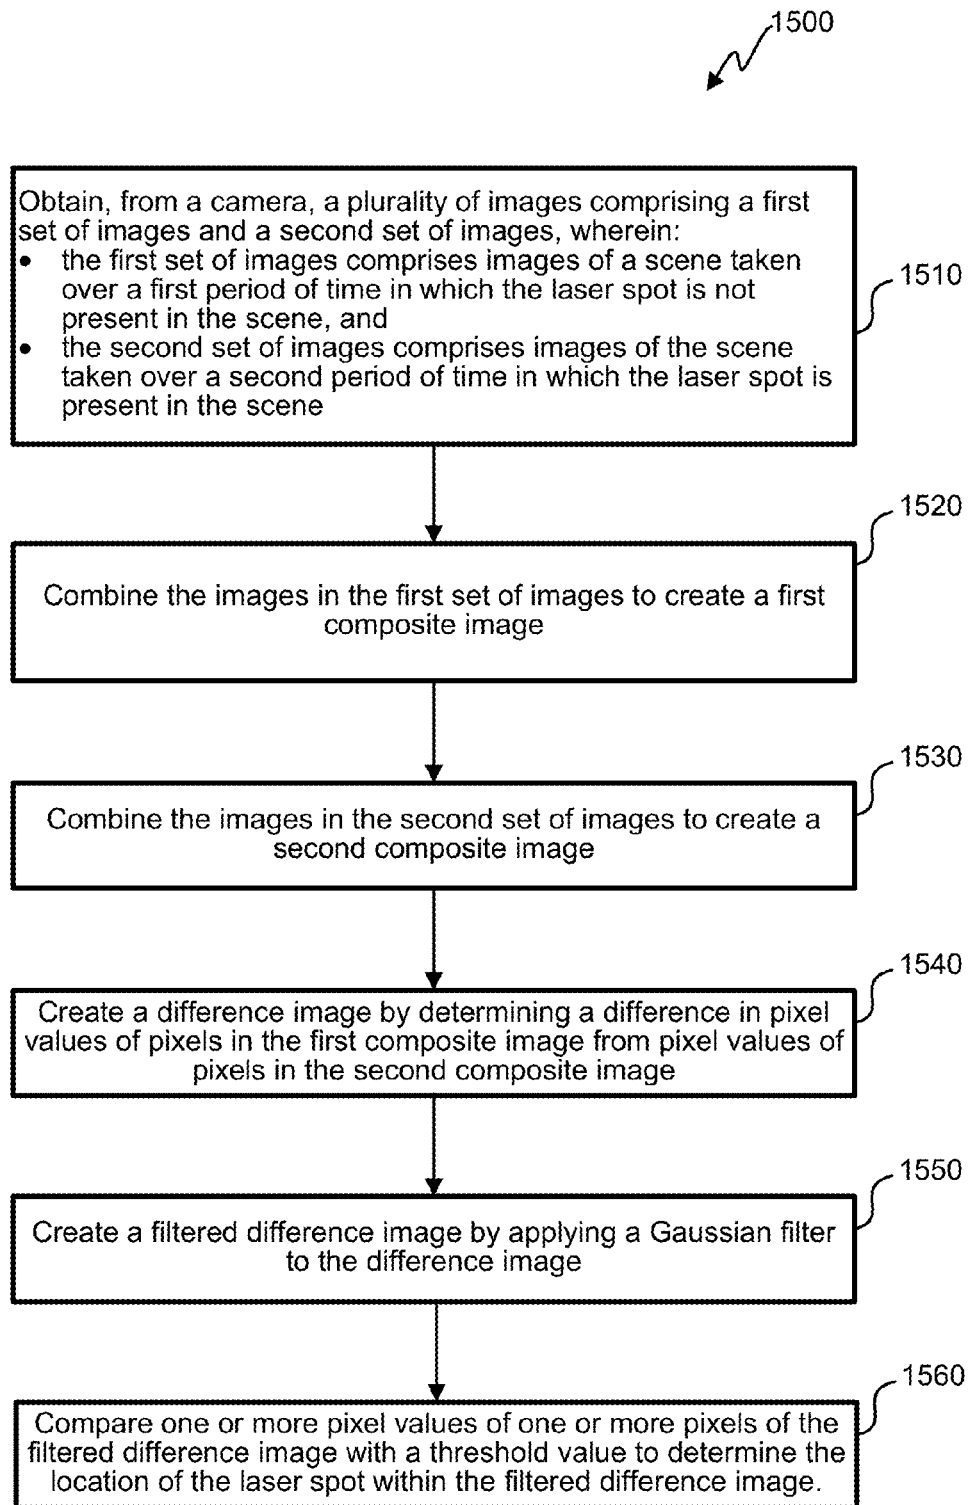 1500
Obtain, from a camera, a plurality of images comprising a first
set of images and a second set of images, wherein:
• the first set of images comprises images of a scene taken
over a first period of time in which the laser spot is not
present in the scene, and
• the second set of images comprises images of the scene
taken over a second period of time in which the laser spot is
present in the scene
1510
1520
Combine the images in the first set of images to create a first
composite image
1530
Combine the images in the second set of images to create a
second composite image
1540
Create a difference image by determining a difference in pixel
values of pixels in the first composite image from pixel values of
pixels in the second composite image
1550
Create a filtered difference image by applying a Gaussian filter
to the difference image
1560
Compare one or more pixel values of one or more pixels of the
filtered difference image with a threshold value to determine the
location of the laser spot within the filtered difference image.